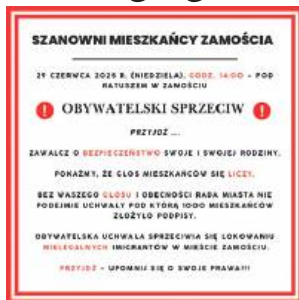 SZANOWNI MIESZKAŃCY ZAMOŚCIA
29 CZERWCA 2025 R. (NIEDZIELA), GODZ. 14:00 - POD
RATUSZEM W ZAMOŚCIU
OBYWATELSKI SPRZECIW
PRZYJDŹ ...
ZAWALCZ O BEZPIECZEŃSTWO SWOJE I SWOJEJ RODZINY.
POKAŻMY, ŻE GŁOS MIESZKAŃCÓW SIĘ LICZY.
BEZ WASZEGO GŁOSU I OBECNOŚCI RADA MIASTA NIE
PODEJMIE UCHWAŁY POD KTÓRĄ 1000 MIESZKAŃCÓW
ZŁOŻYŁO PODPISY.
OBYWATELSKA UCHWAŁA SPRZECIWIA SIĘ LOKOWANIU
NIELEGALNYCH IMIGRANTÓW W MIEŚCIE ZAMOŚCIU.
PRZYJDŹ - UPOMNIJ SIĘ O SWOJE PRAWA!!!